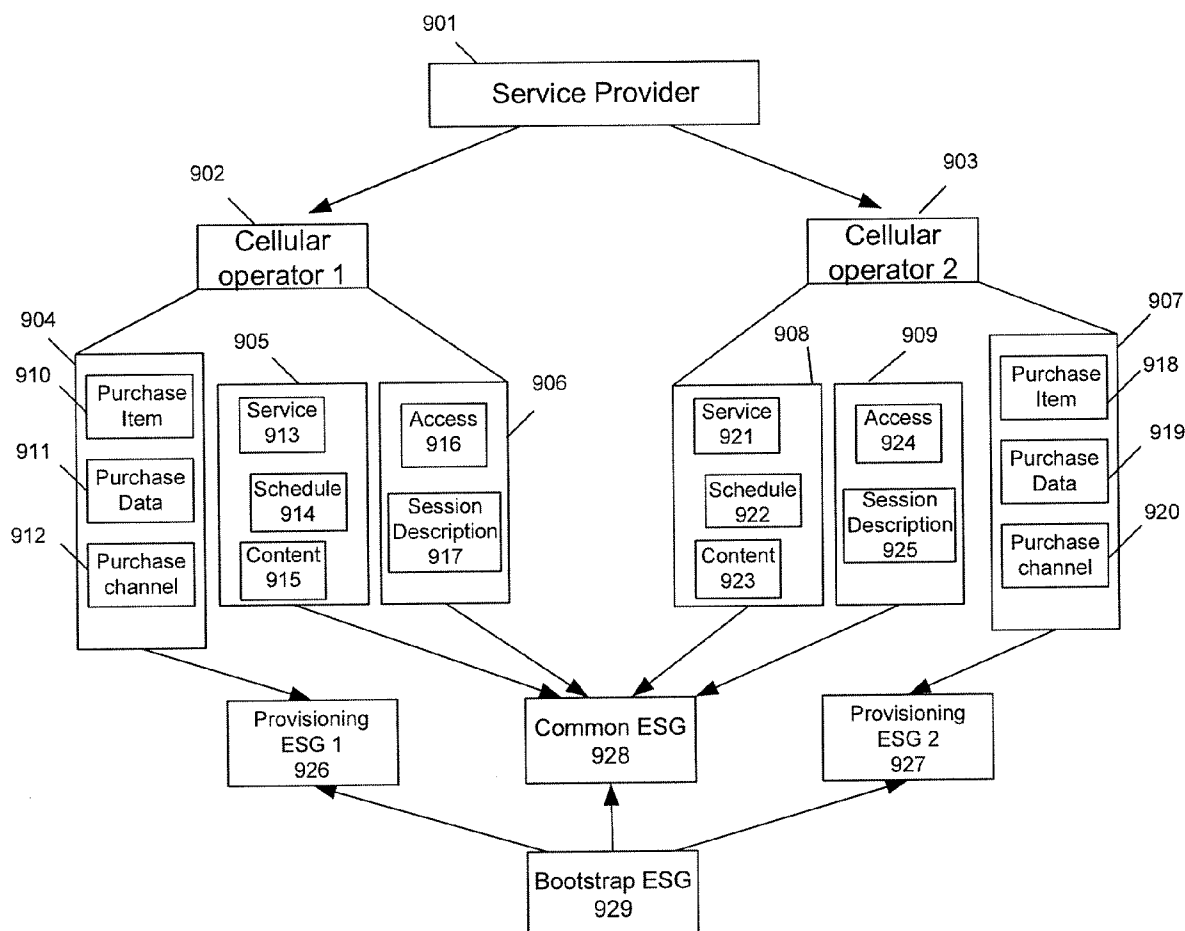 901
Service Provider
902
903
Cellular
operator 1
Cellular
operator 2
904
905
906
907
908
909
910
Purchase
Item
911
Purchase
Data
912
Purchase
channel
Service
913
Schedule
914
Content
915
Access
916
Session
Description
917
Service
921
Schedule
922
Content
923
Access
924
Session
Description
925
Purchase
Item
918
Purchase
Data
919
Purchase
channel
920
Provisioning
ESG 1
926
Common ESG
928
Provisioning
ESG 2
927
Bootstrap ESG
929